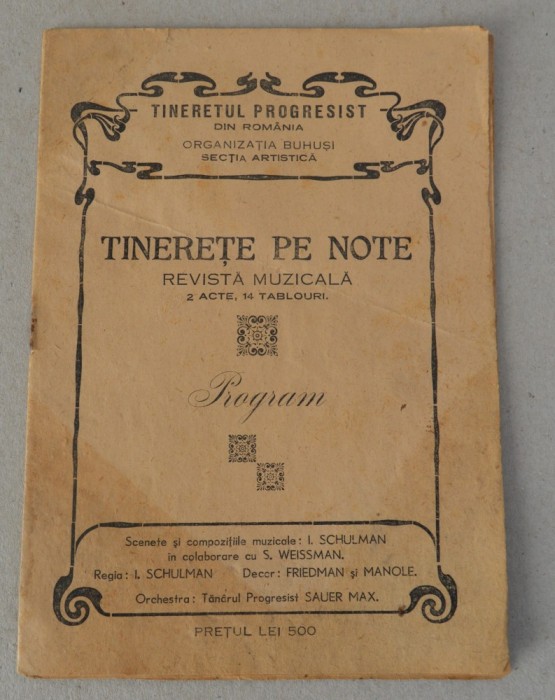 TINERETUL PROGRESIST
DIN ROMÂNIA
ORGANIZAȚIA BUHUȘI
SECȚIA ARTISTICĂ
TINEREȚE PE NOTE
REVISTĂ MUZICALĂ
2 ACTE, 14 TABLOURI.
Program
Scenete și compozițiile muzicale: I. SCHULMAN
in colaborare cu S. WEISSMAN.
Regia: I. SCHULMAN Decor: FRIEDMAN și MANOLE.
Orchestra: Tânărul Progresist SAUER MAX.
PREȚUL LEI 500